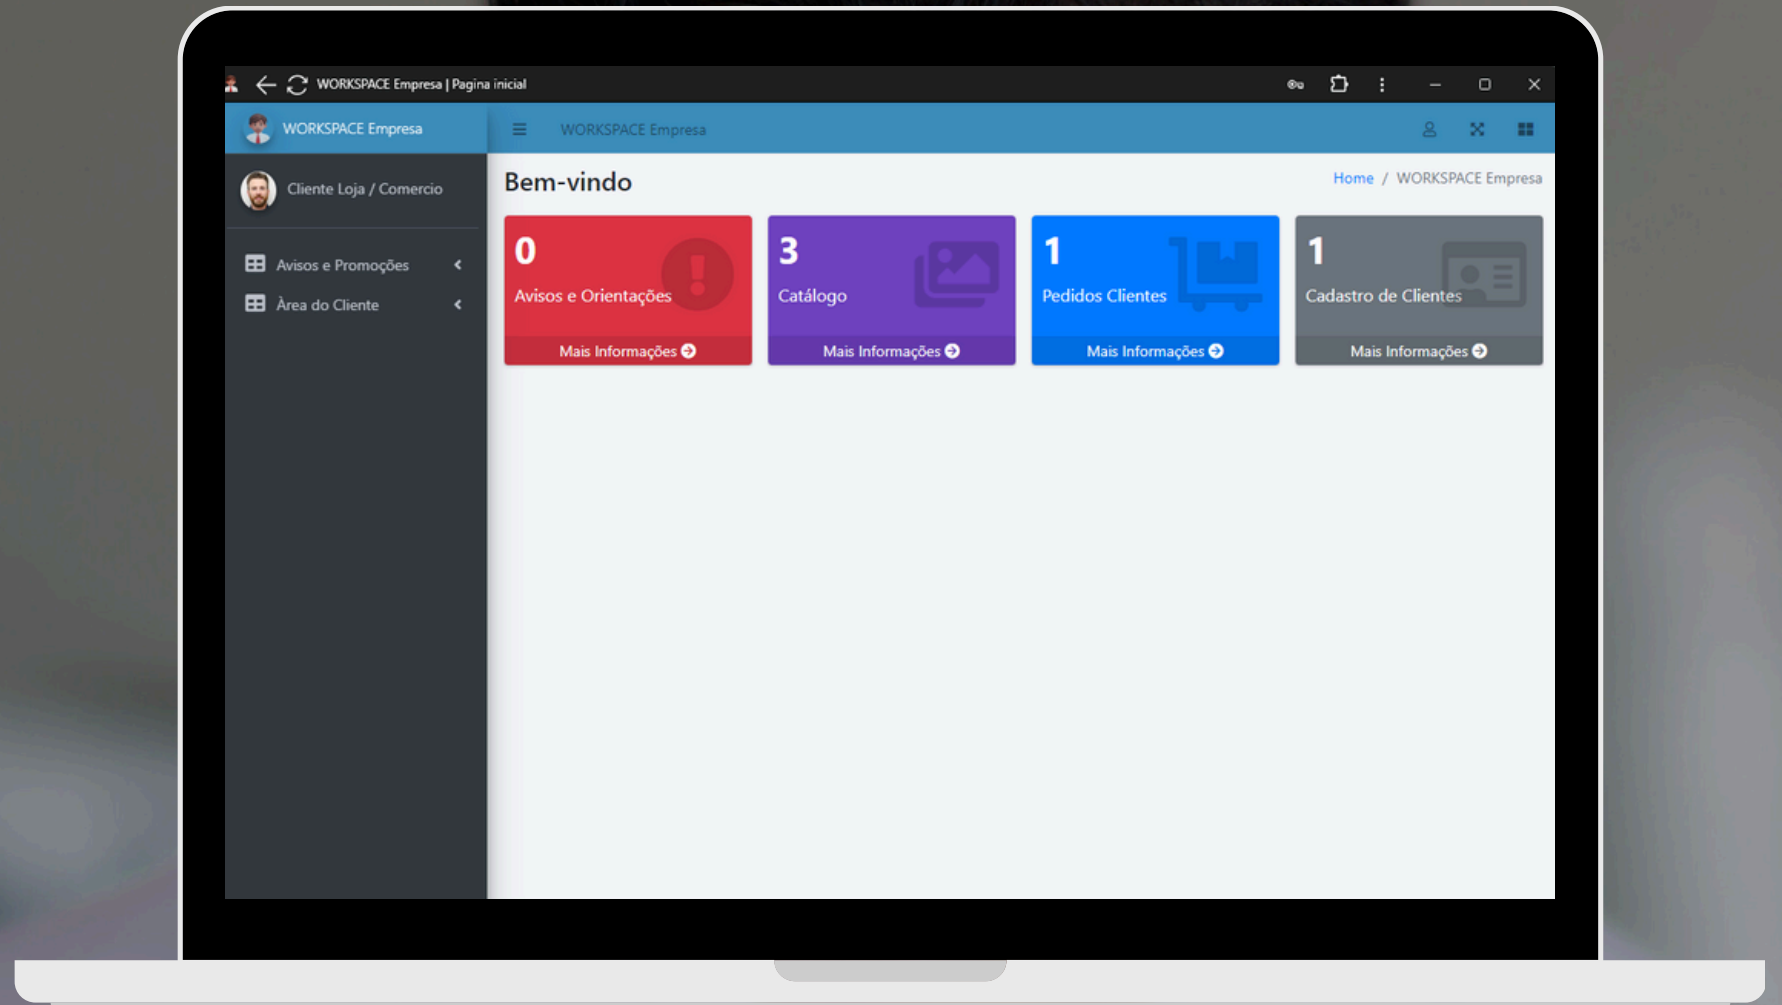 WORKSPACE Empresa | Pagina inicial
WORKSPACE Empresa
WORKSPACE Empresa
Cliente Loja / Comercio
Bem-vindo
Home / WORKSPACE Empresa
Avisos e Promoções
Àrea do Cliente
0
Avisos e Orientações
Mais Informações
3
Catálogo
Mais Informações
1
Pedidos Clientes
Mais Informações
1
Cadastro de Clientes
Mais Informações